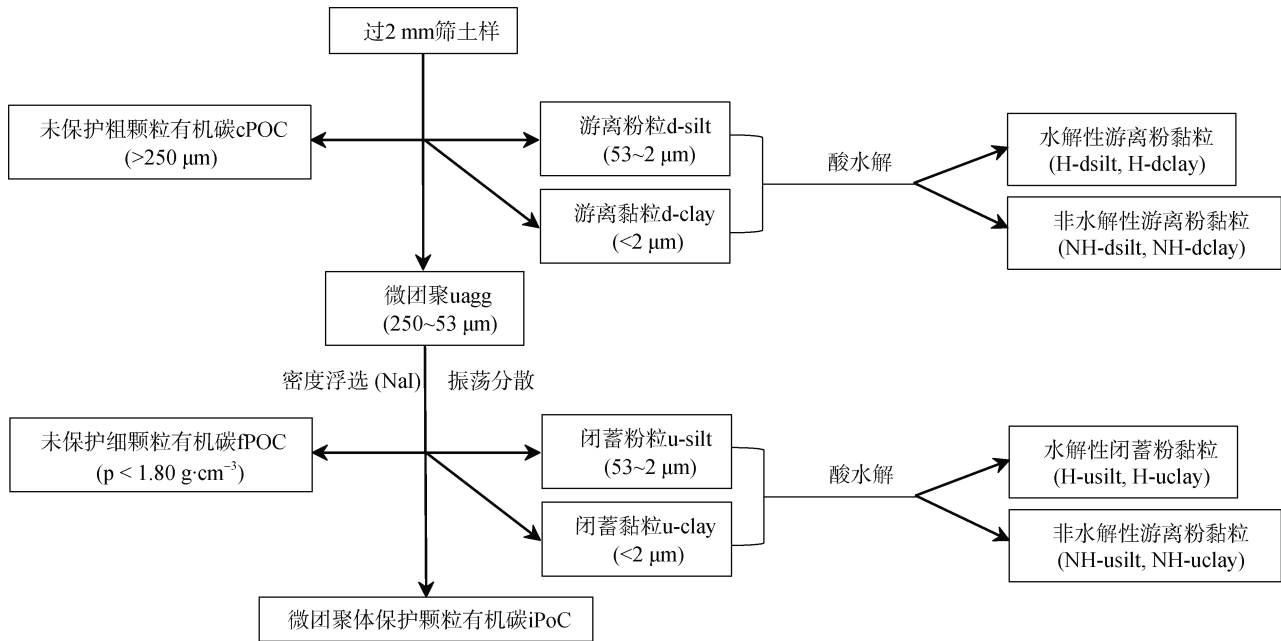 过2 mm筛土样
未保护粗颗粒有机碳cPOC
(>250 μm)
游离粉粒d-silt
(53~2 μm)
游离黏粒d-clay
(<2 μm)
酸水解
水解性游离粉黏粒
(H-dsilt, H-dclay)
非水解性游离粉黏粒
(NH-dsilt, NH-dclay)
微团聚uagg
(250~53 μm)
密度浮选 (NaI)
振荡分散
未保护细颗粒有机碳fPOC
(p < 1.80 g·cm⁻³)
闭蓄粉粒u-silt
(53~2 μm)
闭蓄黏粒u-clay
(<2 μm)
酸水解
水解性闭蓄粉黏粒
(H-usilt, H-uclay)
非水解性游离粉黏粒
(NH-usilt, NH-uclay)
微团聚体保护颗粒有机碳iPoC